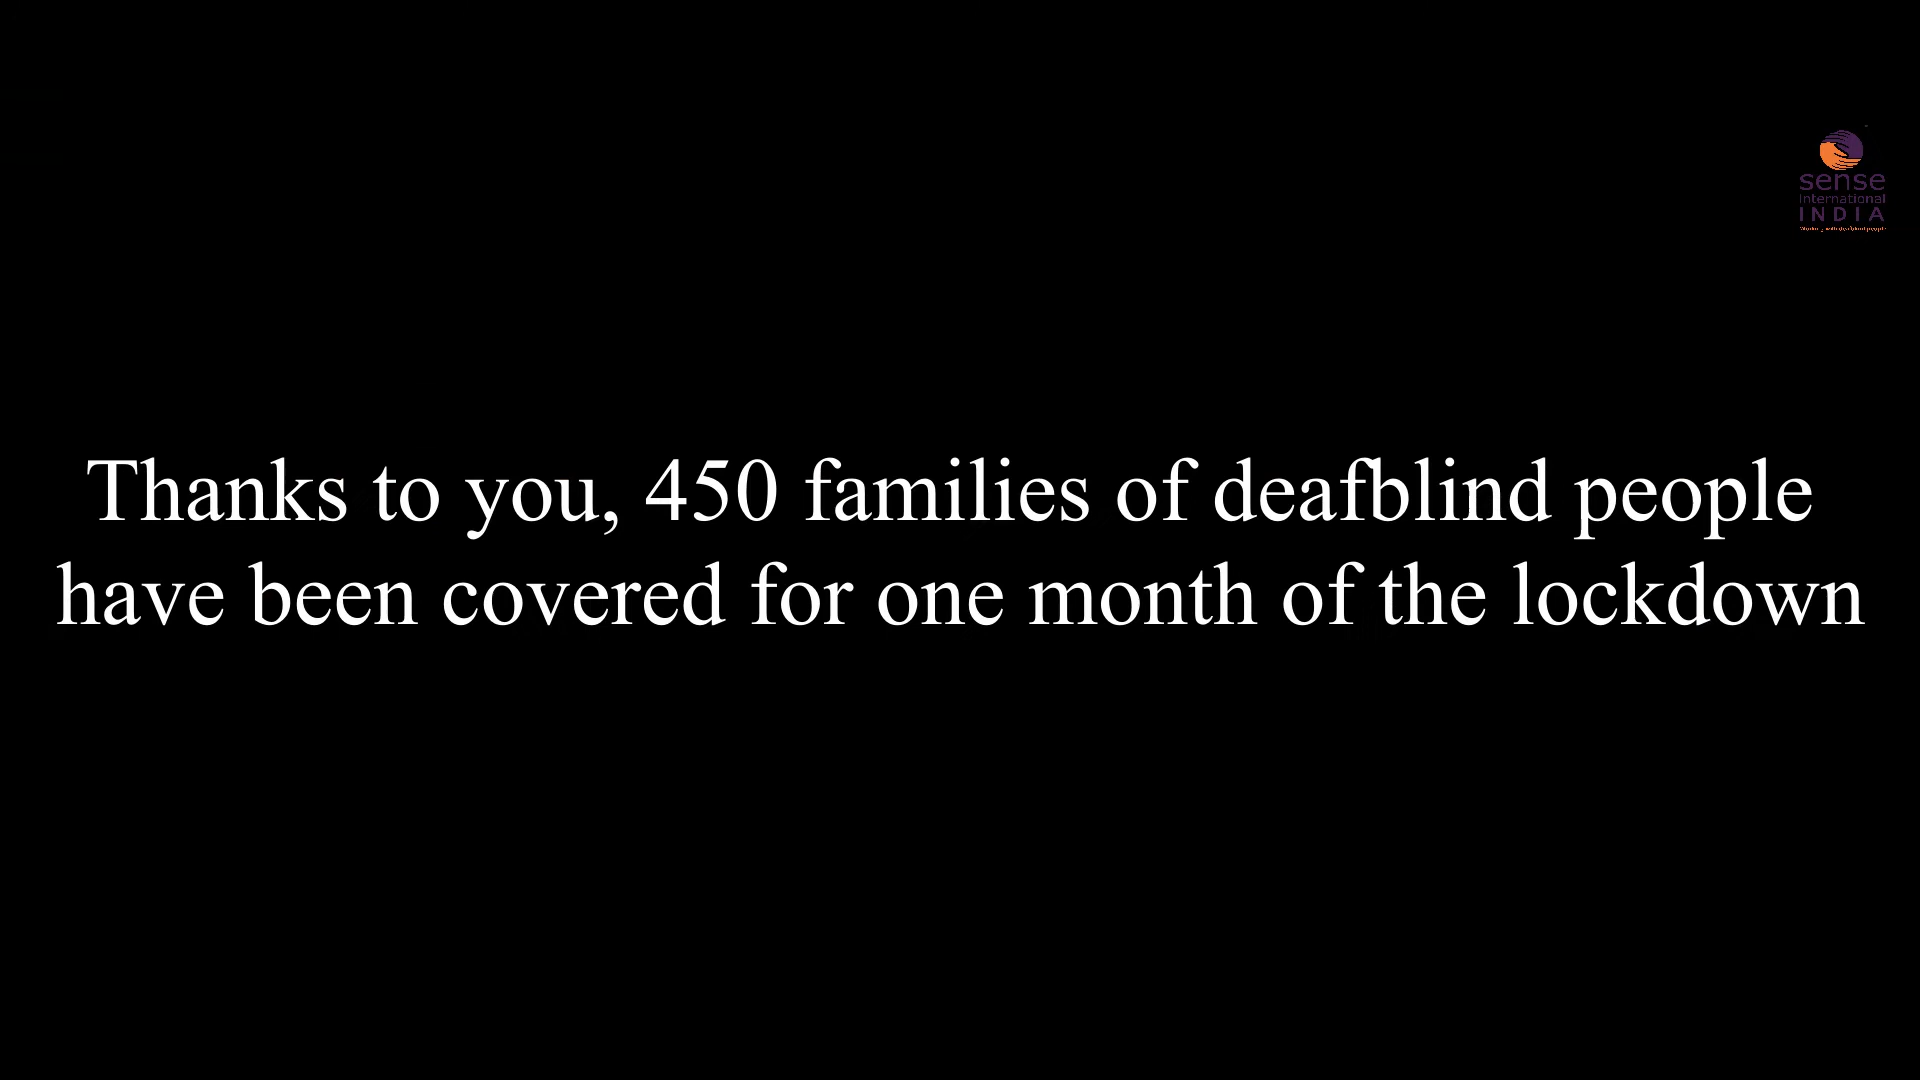 sense
International
INDIA
Thanks to you, 450 families of deafblind people
have been covered for one month of the lockdown